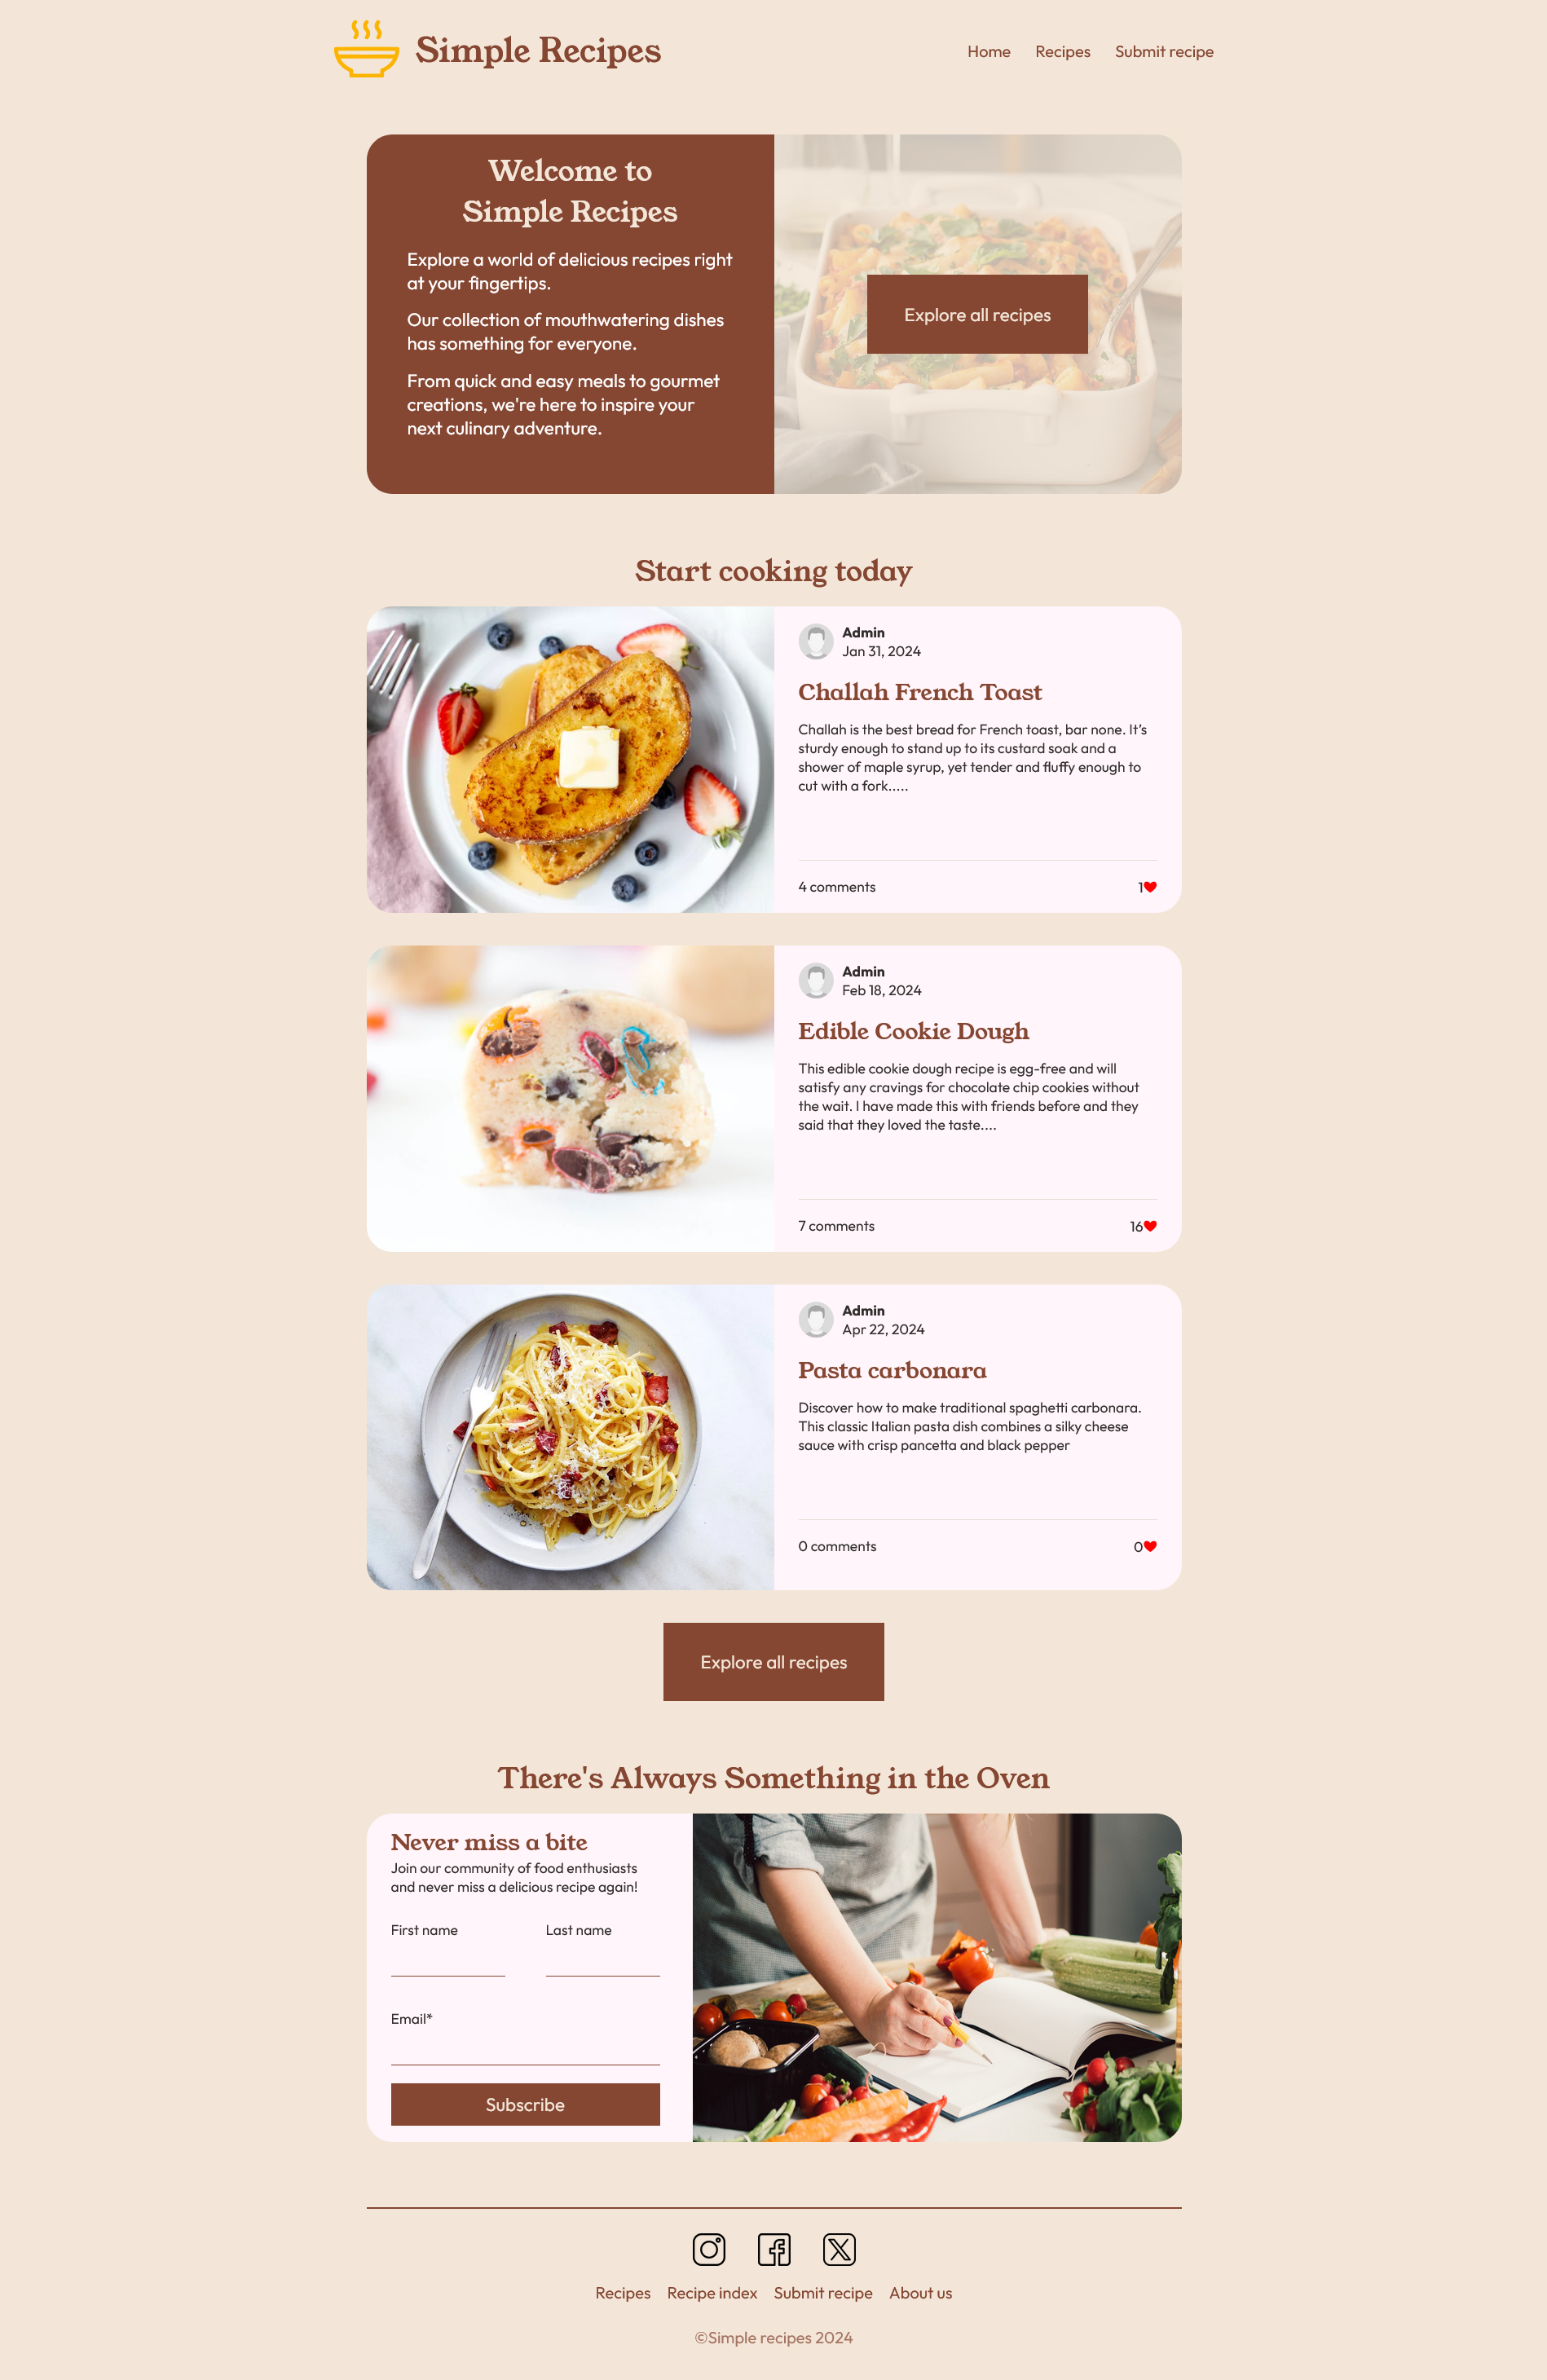 Simple Recipes
Home Recipes Submit recipe
Welcome to
Simple Recipes
Explore a world of delicious recipes right
at your fingertips.
Our collection of mouthwatering dishes
has something for everyone.
From quick and easy meals to gourmet
creations, we're here to inspire your
next culinary adventure.
Explore all recipes
Start cooking today
Admin
Jan 31, 2024
Challah French Toast
Challah is the best bread for French toast, bar none. It’s
sturdy enough to stand up to its custard soak and a
shower of maple syrup, yet tender and fluffy enough to
cut with a fork.....
4 comments
1
Admin
Feb 18, 2024
Edible Cookie Dough
This edible cookie dough recipe is egg-free and will
satisfy any cravings for chocolate chip cookies without
the wait. I have made this with friends before and they
said that they loved the taste....
7 comments
16
Admin
Apr 22, 2024
Pasta carbonara
Discover how to make traditional spaghetti carbonara.
This classic Italian pasta dish combines a silky cheese
sauce with crisp pancetta and black pepper
0 comments
0
Explore all recipes
There's Always Something in the Oven
Never miss a bite
Join our community of food enthusiasts
and never miss a delicious recipe again!
First name Last name
Email*
Subscribe
Recipes Recipe index Submit recipe About us
©Simple recipes 2024